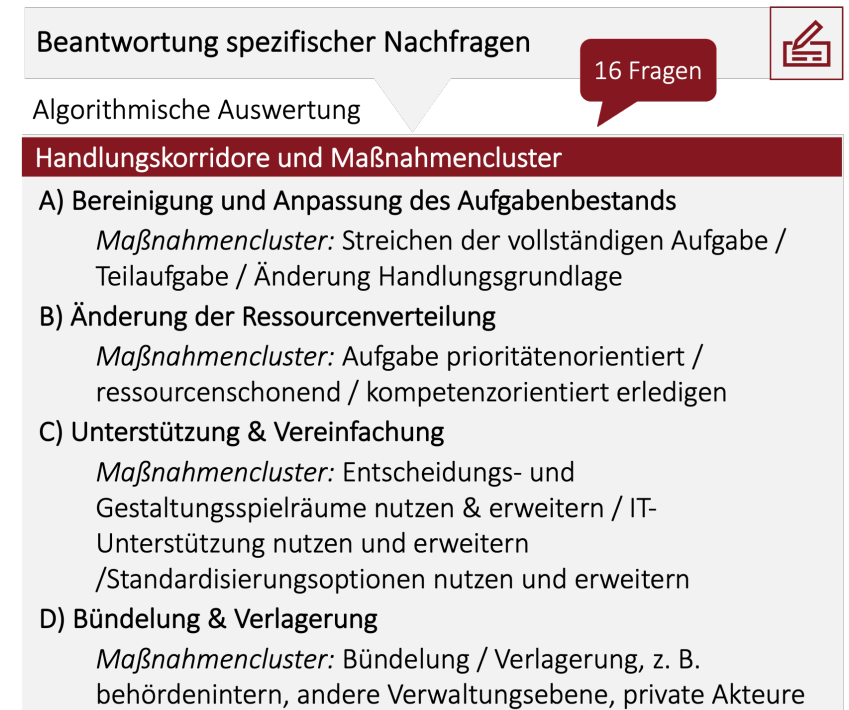 Beantwortung spezifischer Nachfragen
16 Fragen
Algorithmische Auswertung
Handlungskorridore und Maßnahmencluster
A) Bereinigung und Anpassung des Aufgabenbestands
Maßnahmencluster: Streichen der vollständigen Aufgabe /
Teilaufgabe / Änderung Handlungsgrundlage
B) Änderung der Ressourcenverteilung
Maßnahmencluster: Aufgabe prioritätenorientiert /
ressourcenschonend / kompetenzorientiert erledigen
C) Unterstützung & Vereinfachung
Maßnahmencluster: Entscheidungs- und
Gestaltungsspielräume nutzen & erweitern / IT-
Unterstützung nutzen und erweitern
/Standardisierungsoptionen nutzen und erweitern
D) Bündelung & Verlagerung
Maßnahmencluster: Bündelung / Verlagerung, z. B.
behördenintern, andere Verwaltungsebene, private Akteure